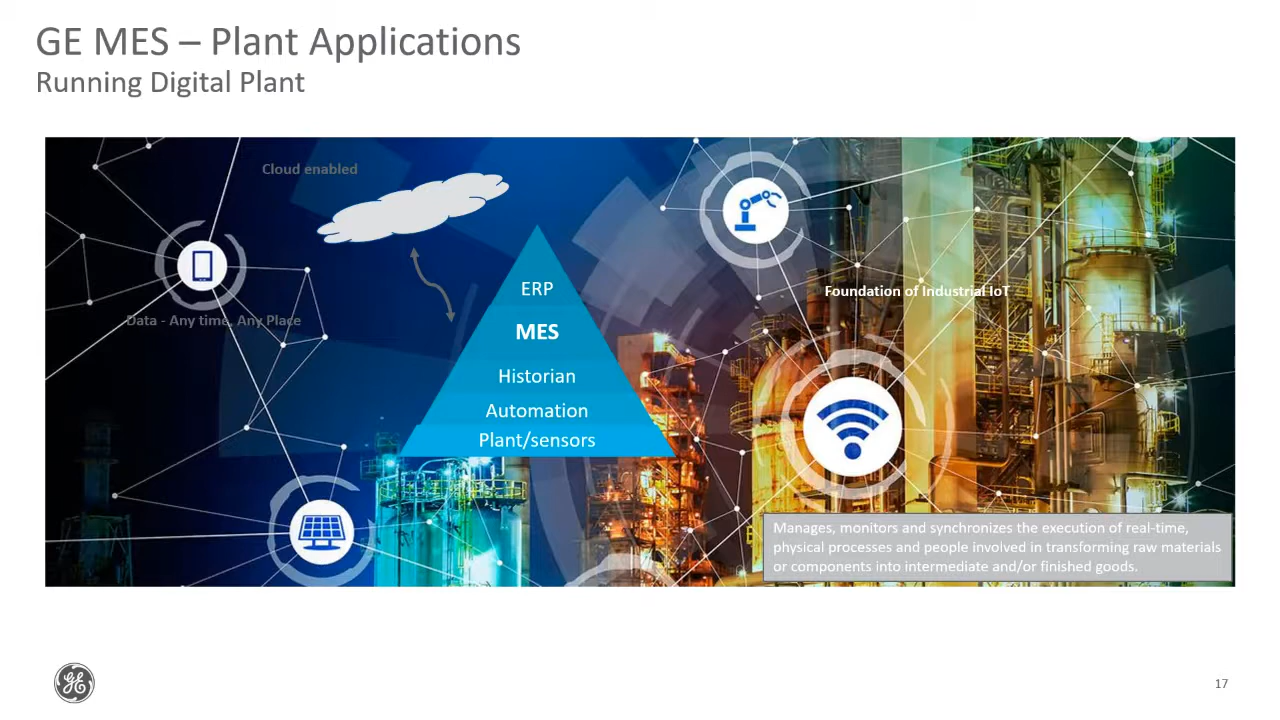 GE MES – Plant Applications
Running Digital Plant
Cloud enabled
Data - Any time, Any Place
ERP
MES
Historian
Automation
Plant/sensors
Foundation of Industrial IoT
Manages, monitors and synchronizes the execution of real-time,
physical processes and people involved in transforming raw materials
or components into intermediate and/or finished goods.
GE
17